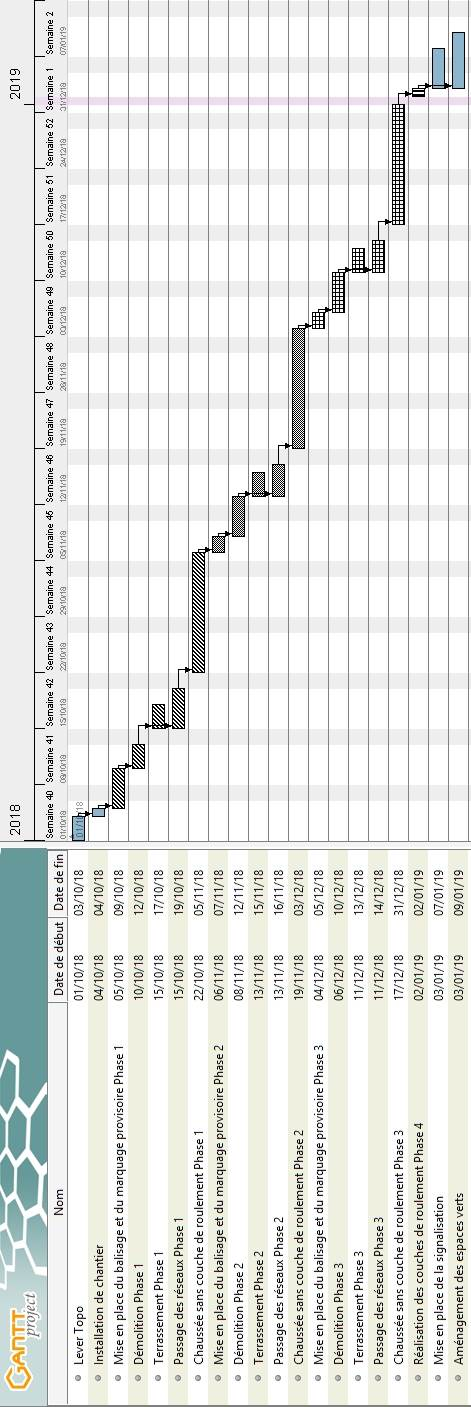 GANTT
project
Nom Date de début Date de fin
Lever Topo 01/10/18 03/10/18
Installation de chantier 04/10/18 04/10/18
Mise en place du balisage et du marquage provisoire Phase 1 05/10/18 09/10/18
Démolition Phase 1 10/10/18 12/10/18
Terrassement Phase 1 15/10/18 17/10/18
Passage des réseaux Phase 1 15/10/18 19/10/18
Chaussée sans couche de roulement Phase 1 22/10/18 05/11/18
Mise en place du balisage et du marquage provisoire Phase 2 06/11/18 07/11/18
Démolition Phase 2 08/11/18 12/11/18
Terrassement Phase 2 13/11/18 15/11/18
Passage des réseaux Phase 2 13/11/18 16/11/18
Chaussée sans couche de roulement Phase 2 19/11/18 03/12/18
Mise en place du balisage et du marquage provisoire Phase 3 04/12/18 05/12/18
Démolition Phase 3 06/12/18 10/12/18
Terrassement Phase 3 11/12/18 13/12/18
Passage des réseaux Phase 3 11/12/18 14/12/18
Chaussée sans couche de roulement Phase 3 17/12/18 31/12/18
Réalisation des couches de roulement Phase 4 02/01/19 02/01/19
Mise en place de la signalisation 03/01/19 07/01/19
Aménagement des espaces verts 03/01/19 09/01/19
2018 2019
Semaine 40 Semaine 41 Semaine 42 Semaine 43 Semaine 44 Semaine 45 Semaine 46 Semaine 47 Semaine 48 Semaine 49 Semaine 50 Semaine 51 Semaine 52 Semaine 1 Semaine 2
01/10/18 08/10/18 15/10/18 22/10/18 29/10/18 05/11/18 12/11/18 19/11/18 26/11/18 03/12/18 10/12/18 17/12/18 24/12/18 31/12/18 07/01/19
01/10/18